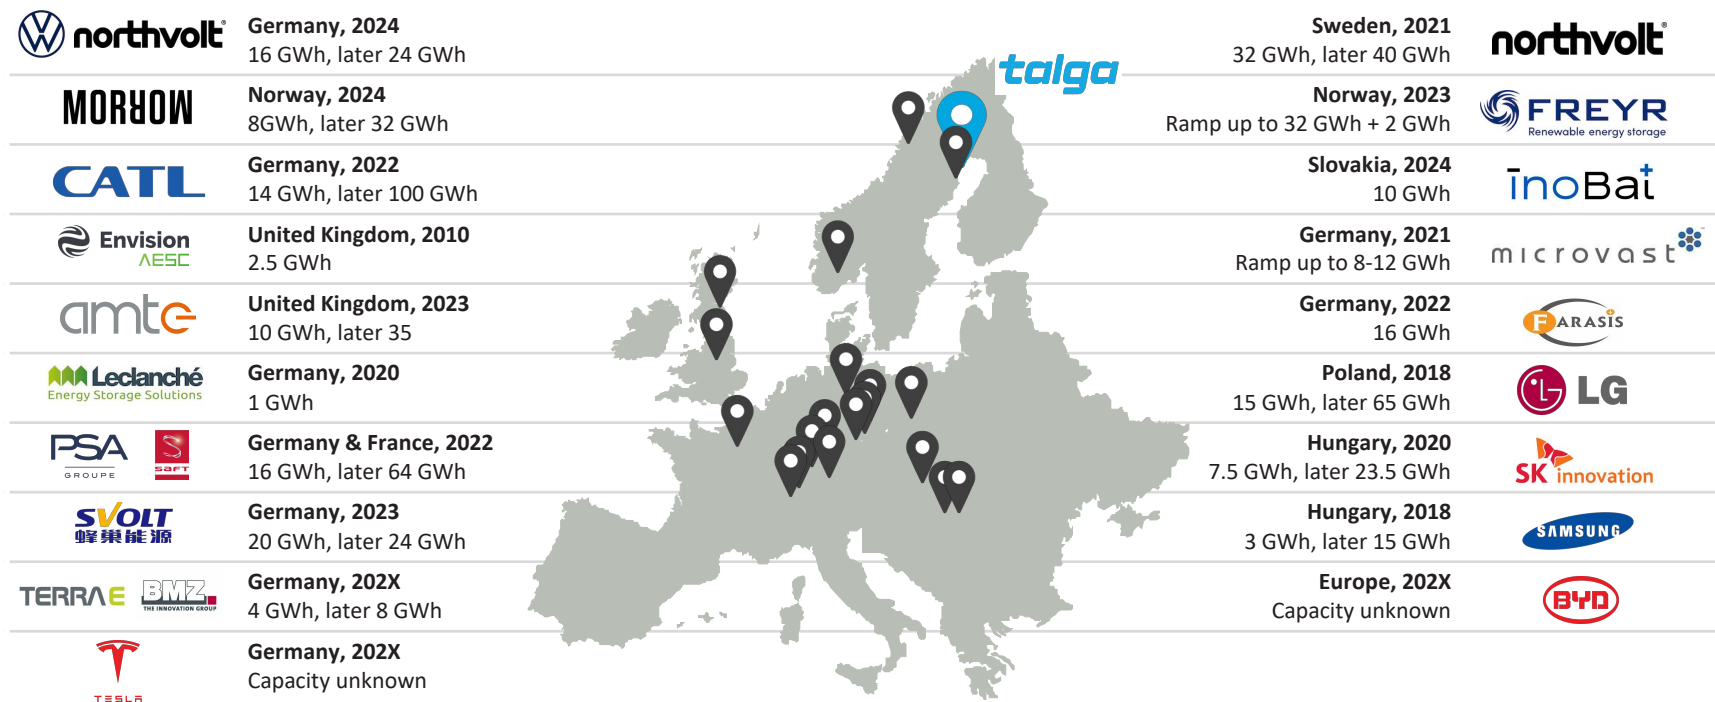 northvolt
Germany, 2024
16 GWh, later 24 GWh
MORROW
Norway, 2024
8GWh, later 32 GWh
CATL
Germany, 2022
14 GWh, later 100 GWh
Envision
AESC
United Kingdom, 2010
2.5 GWh
amte
United Kingdom, 2023
10 GWh, later 35
Leclanché
Energy Storage Solutions
Germany, 2020
1 GWh
PSA
GROUPE
saft
Germany & France, 2022
16 GWh, later 64 GWh
SVOLT
蜂巢能源
Germany, 2023
20 GWh, later 24 GWh
TERRAE
BMZ
THE INNOVATION GROUP
Germany, 202X
4 GWh, later 8 GWh
TESLA
Germany, 202X
Capacity unknown
talga
Sweden, 2021
32 GWh, later 40 GWh
northvolt
Norway, 2023
Ramp up to 32 GWh + 2 GWh
FREYR
Renewable energy storage
Slovakia, 2024
10 GWh
inoBat
Germany, 2021
Ramp up to 8-12 GWh
microvast
Germany, 2022
16 GWh
FARASIS
Poland, 2018
15 GWh, later 65 GWh
LG
Hungary, 2020
7.5 GWh, later 23.5 GWh
SK innovation
Hungary, 2018
3 GWh, later 15 GWh
SAMSUNG
Europe, 202X
Capacity unknown
BYD